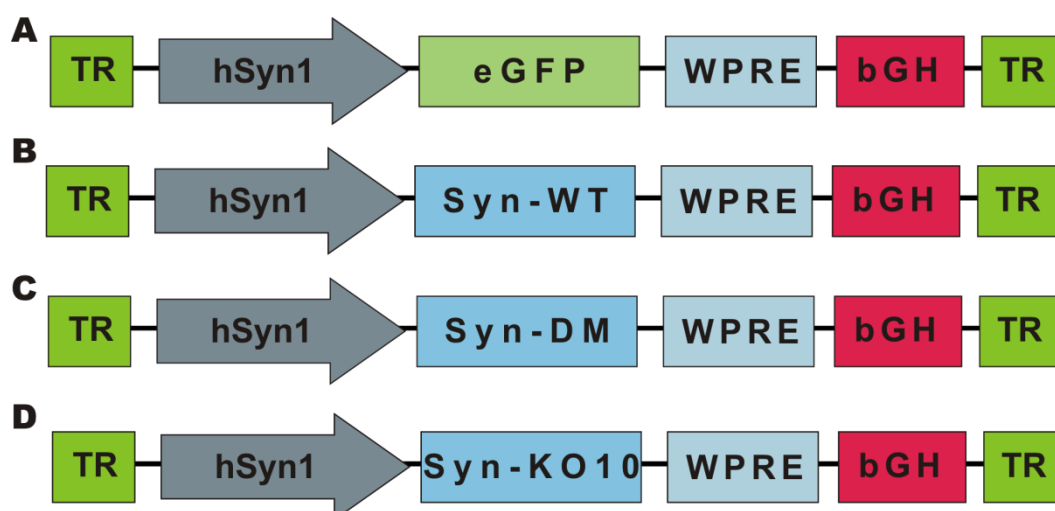 A
TR hSyn1 eGFP WPRE bGH TR
B
TR hSyn1 Syn-WT WPRE bGH TR
C
TR hSyn1 Syn-DM WPRE bGH TR
D
TR hSyn1 Syn-KO10 WPRE bGH TR